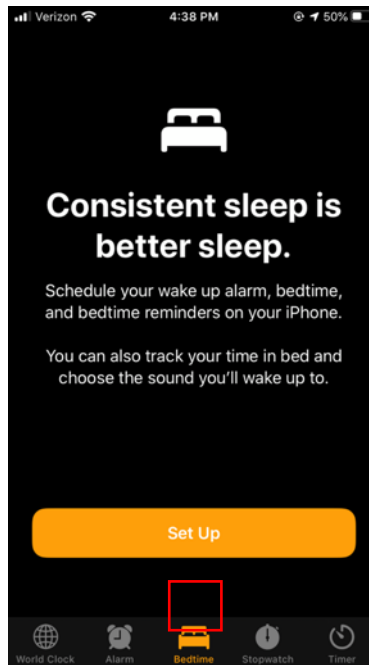 Verizon 4:38 PM 50%
Consistent sleep is
better sleep.
Schedule your wake up alarm, bedtime,
and bedtime reminders on your iPhone.
You can also track your time in bed and
choose the sound you'll wake up to.
Set Up
World Clock Alarm Bedtime Stopwatch Timer